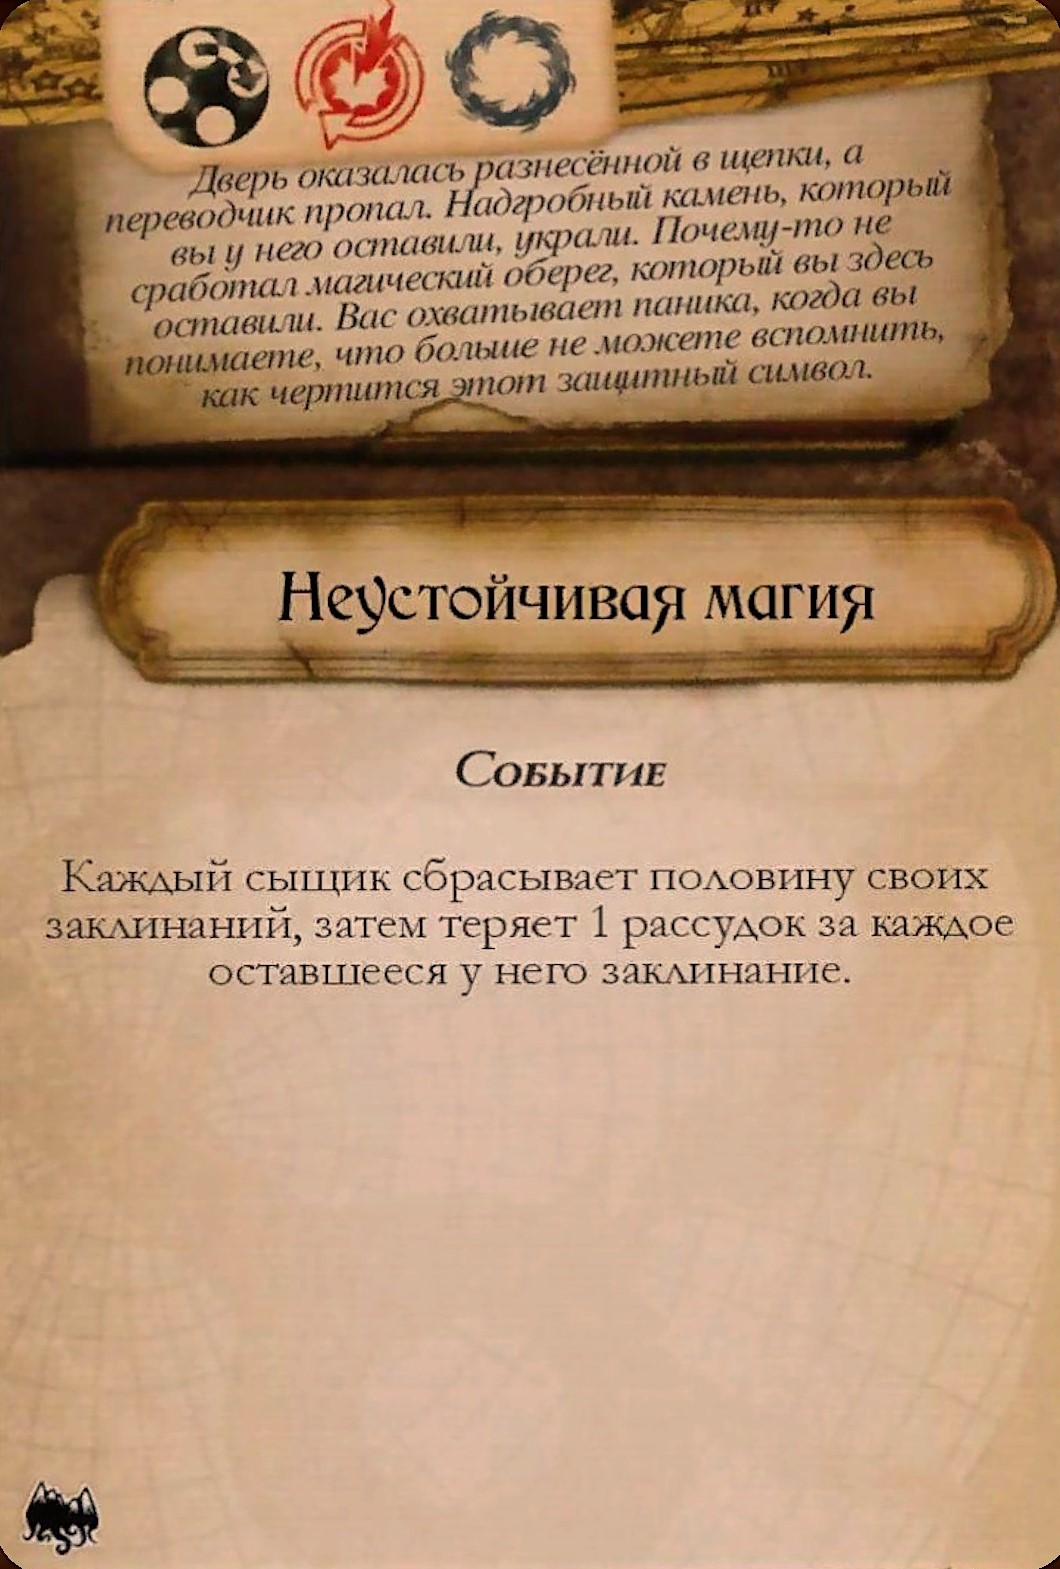 Дверь оказалась разнесённой в щепки, а
переводчик пропал. Надгробный камень, который
вы у него оставили, украли. Почему-то не
сработал магический оберег, который вы здесь
оставили. Вас охватывает паника, когда вы
понимаете, что больше не можете вспомнить,
как чертится этот защитный символ.
Неустойчивая магия
Событие
Каждый сыщик сбрасывает половину своих
заклинаний, затем теряет 1 рассудок за каждое
оставшееся у него заклинание.